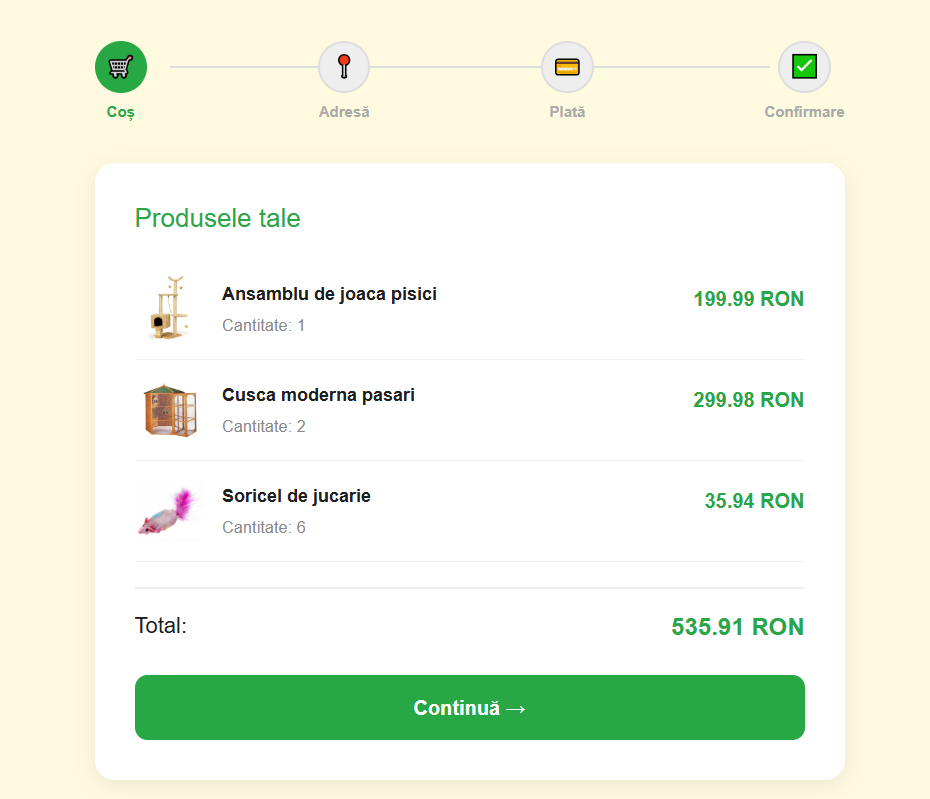 Coș
Adresă
Plată
Confirmare
Produsele tale
Ansamblu de joaca pisici
199.99 RON
Cantitate: 1
Cusca moderna pasari
299.98 RON
Cantitate: 2
Soricel de jucarie
35.94 RON
Cantitate: 6
Total:
535.91 RON
Continuă →